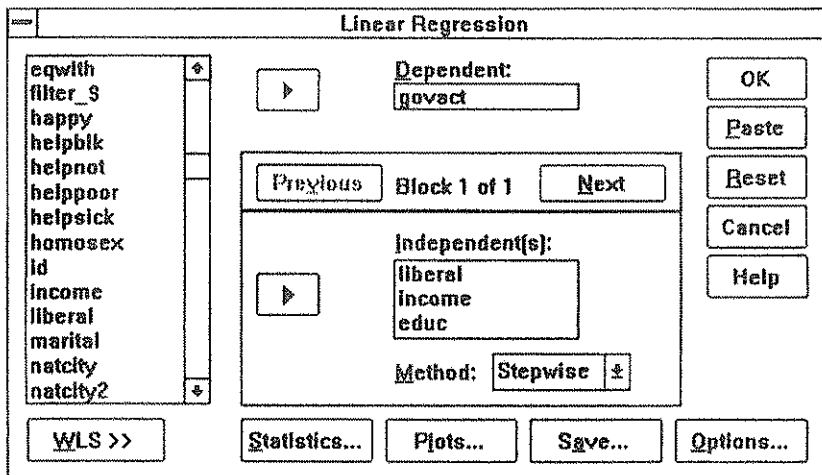 Linear Regression
eqwith
filter_$
happy
helpblk
helpnot
helppoor
helpsick
homosex
id
income
liberal
marital
natcity
natcity2
Dependent:
govact
Previous
Block 1 of 1
Next
Independent(s):
liberal
income
educ
Method: Stepwise
OK
Paste
Reset
Cancel
Help
WLS >>
Statistics...
Plots...
Save...
Options...